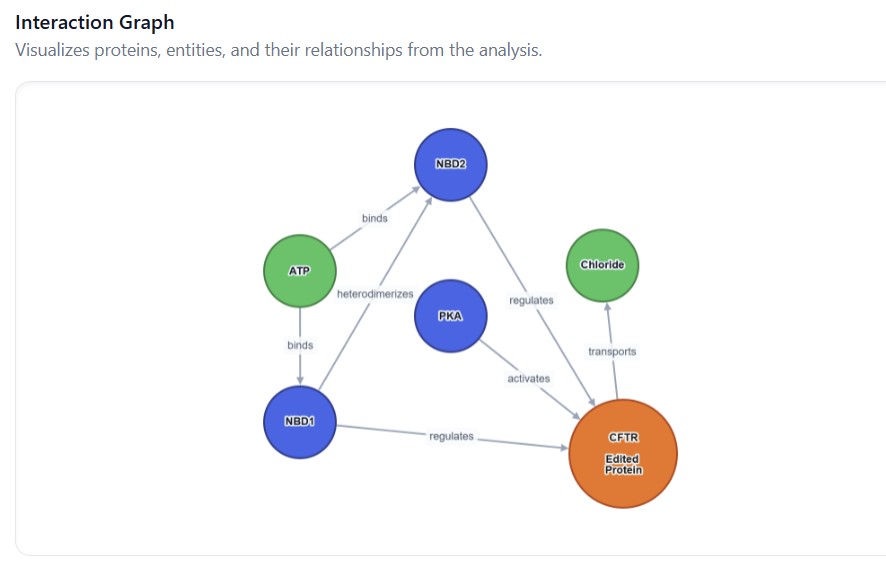 Interaction Graph
Visualizes proteins, entities, and their relationships from the analysis.
NBD2
binds
ATP
Chloride
heterodimerizes
regulates
PKA
binds
transports
activates
NBD1
regulates
CFTR
Edited
Protein